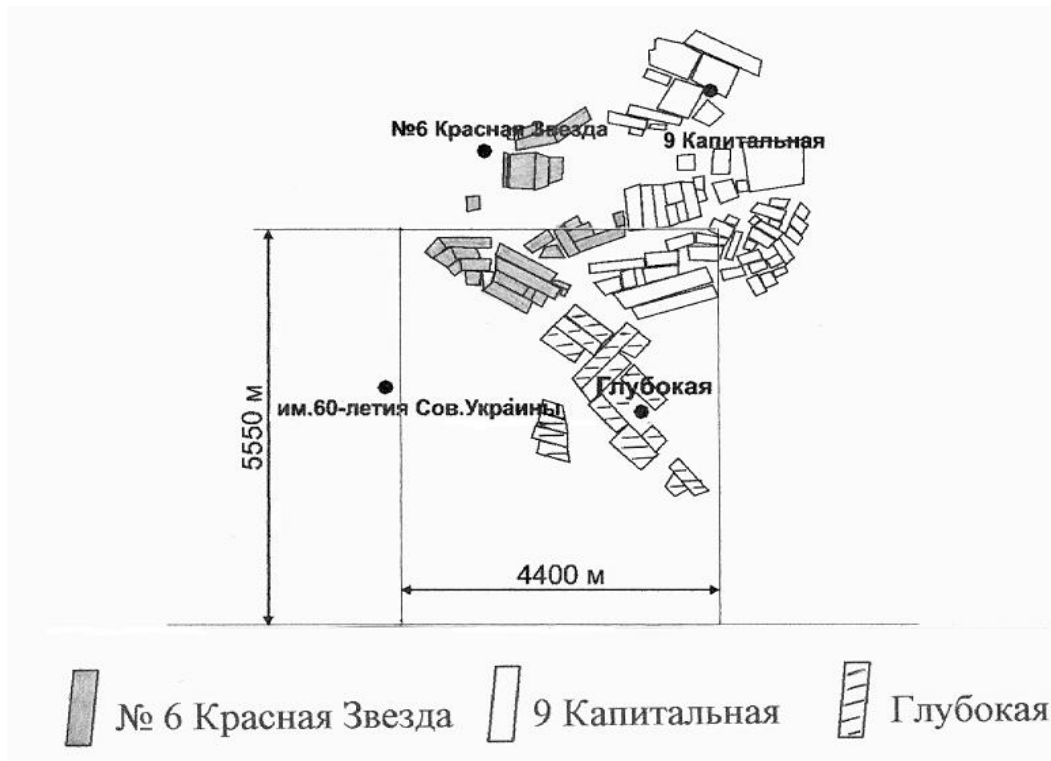 №6 Красная Звезда
9 Капитальная
Глубокая
им.60-летия Сов.Украины
5550 м
4400 м
№ 6 Красная Звезда
9 Капитальная
Глубокая